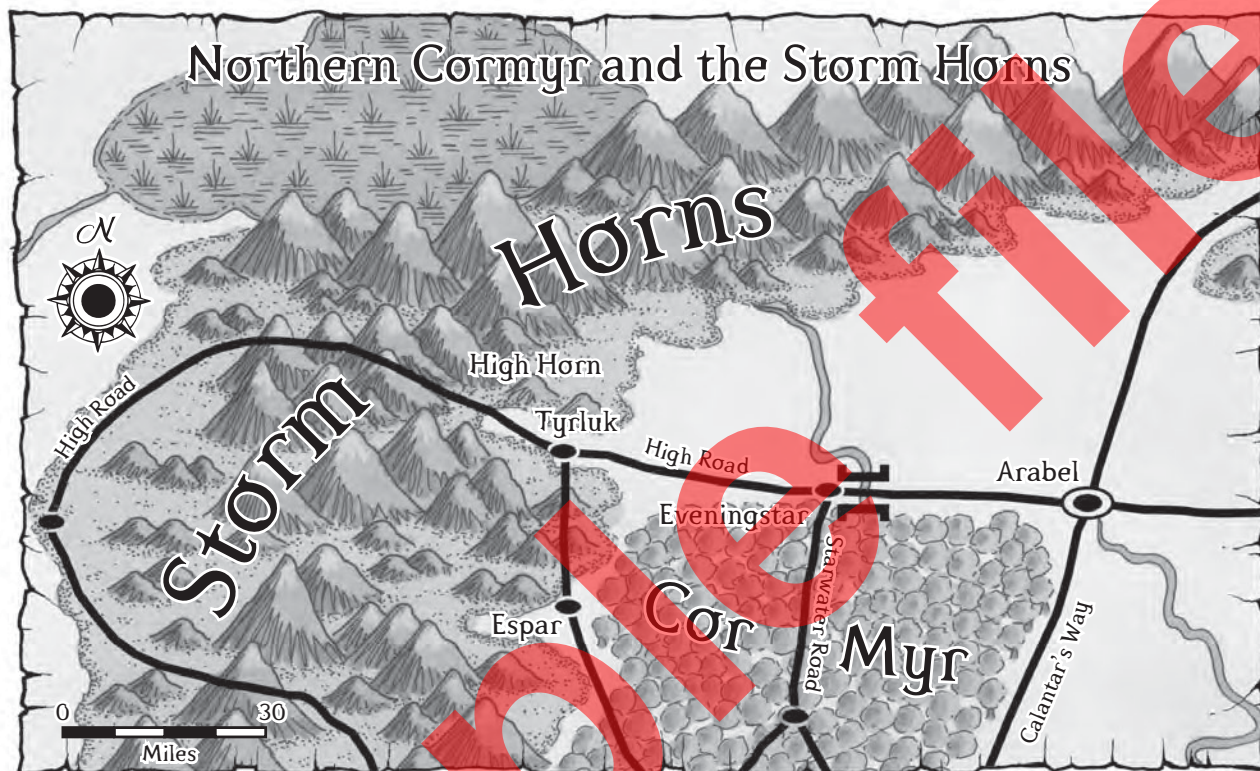 Northern Cormyr and the Storm Horns
Horns
N
High Horn
High Road
Storm
Tyrluk
High Road
Arabel
Eveningstar
Starwater Road
Cor
Myr
Espar
Calantar's Way
0 30
Miles
ple file